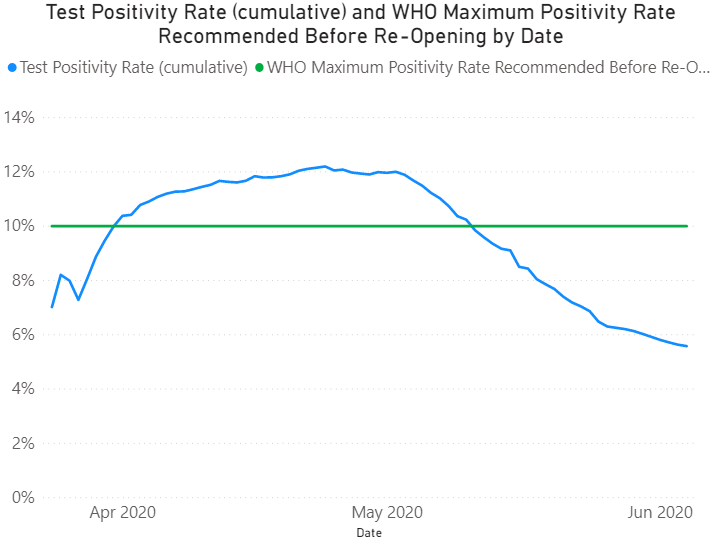 Test Positivity Rate (cumulative) and WHO Maximum Positivity Rate
Recommended Before Re-Opening by Date
Test Positivity Rate (cumulative) WHO Maximum Positivity Rate Recommended Before Re-O...
14%
12%
10%
8%
6%
4%
2%
0%
Apr 2020 May 2020 Jun 2020
Date